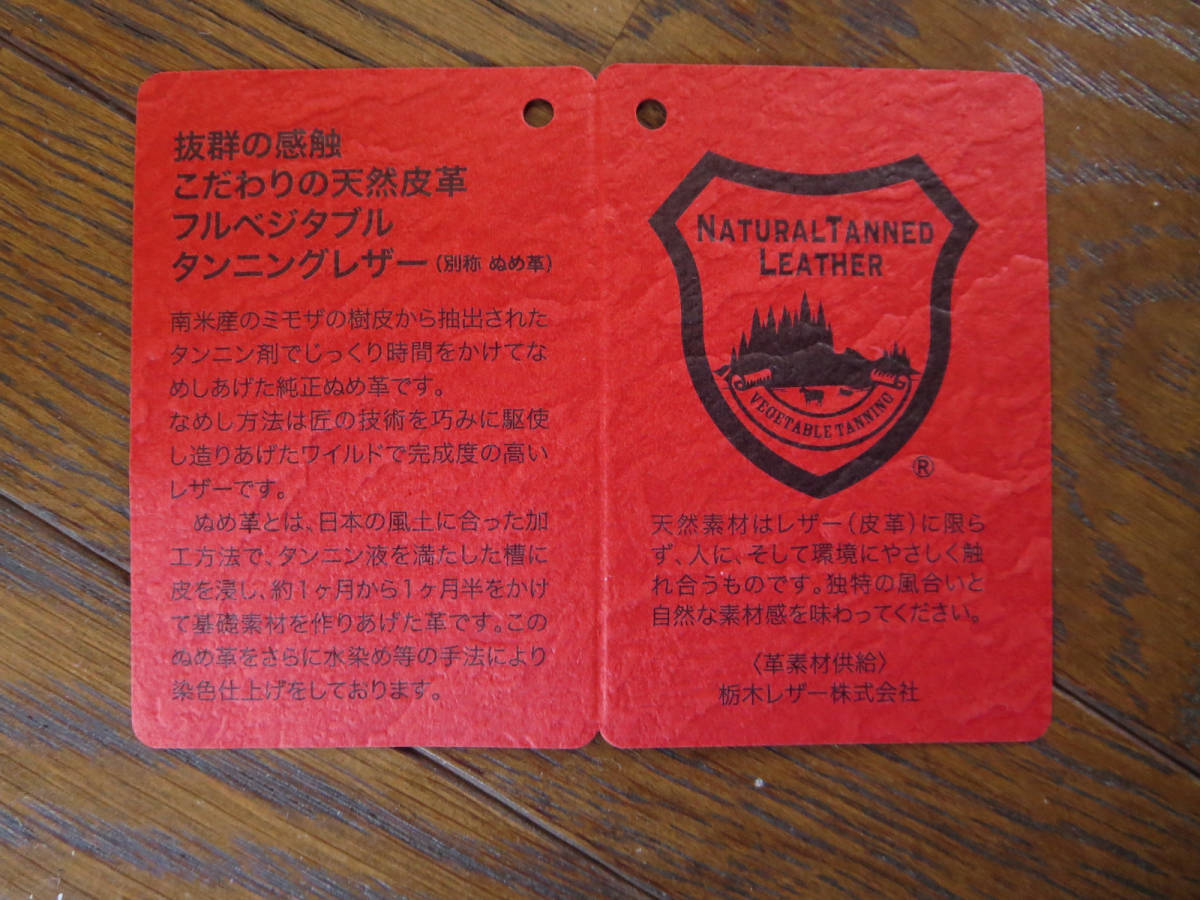 抜群の感触
こだわりの天然皮革
フルベジタブル
タンニングレザー(別称 ぬめ革)
南米産のミモザの樹皮から抽出された
タンニン剤でじっくり時間をかけてな
めしあげた純正ぬめ革です。
なめし方法は匠の技術を巧みに駆使
し造りあげたワイルドで完成度の高い
レザーです。
ぬめ革とは、日本の風土に合った加
工方法で、タンニン液を満たした槽に
皮を浸し、約1ヶ月から1ヶ月半をかけ
て基礎素材を作りあげた革です。この
ぬめ革をさらに水染め等の手法により
染色仕上げをしております。
NATURAL TANNED
LEATHER
VEGETABLE TANNING
®
天然素材はレザー(皮革)に限ら
ず、人に、そして環境にやさしく触
れ合うものです。独特の風合いと
自然な素材感を味わってください。
〈革素材供給〉
栃木レザー株式会社